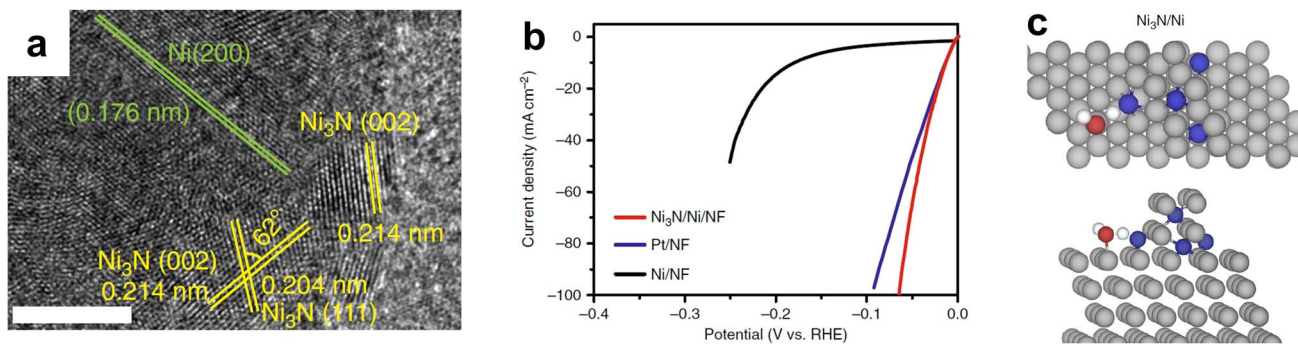 a
Ni(200)
(0.176 nm)
Ni₃N (002)
0.214 nm
62°
Ni₃N (002)
0.214 nm
0.204 nm
Ni₃N (111)
b
Current density (mA cm⁻²)
0
−20
−40
−60
−80
−100
Ni₃N/Ni/NF
Pt/NF
Ni/NF
−0.4
−0.3
−0.2
−0.1
0.0
Potential (V vs. RHE)
c
Ni₃N/Ni